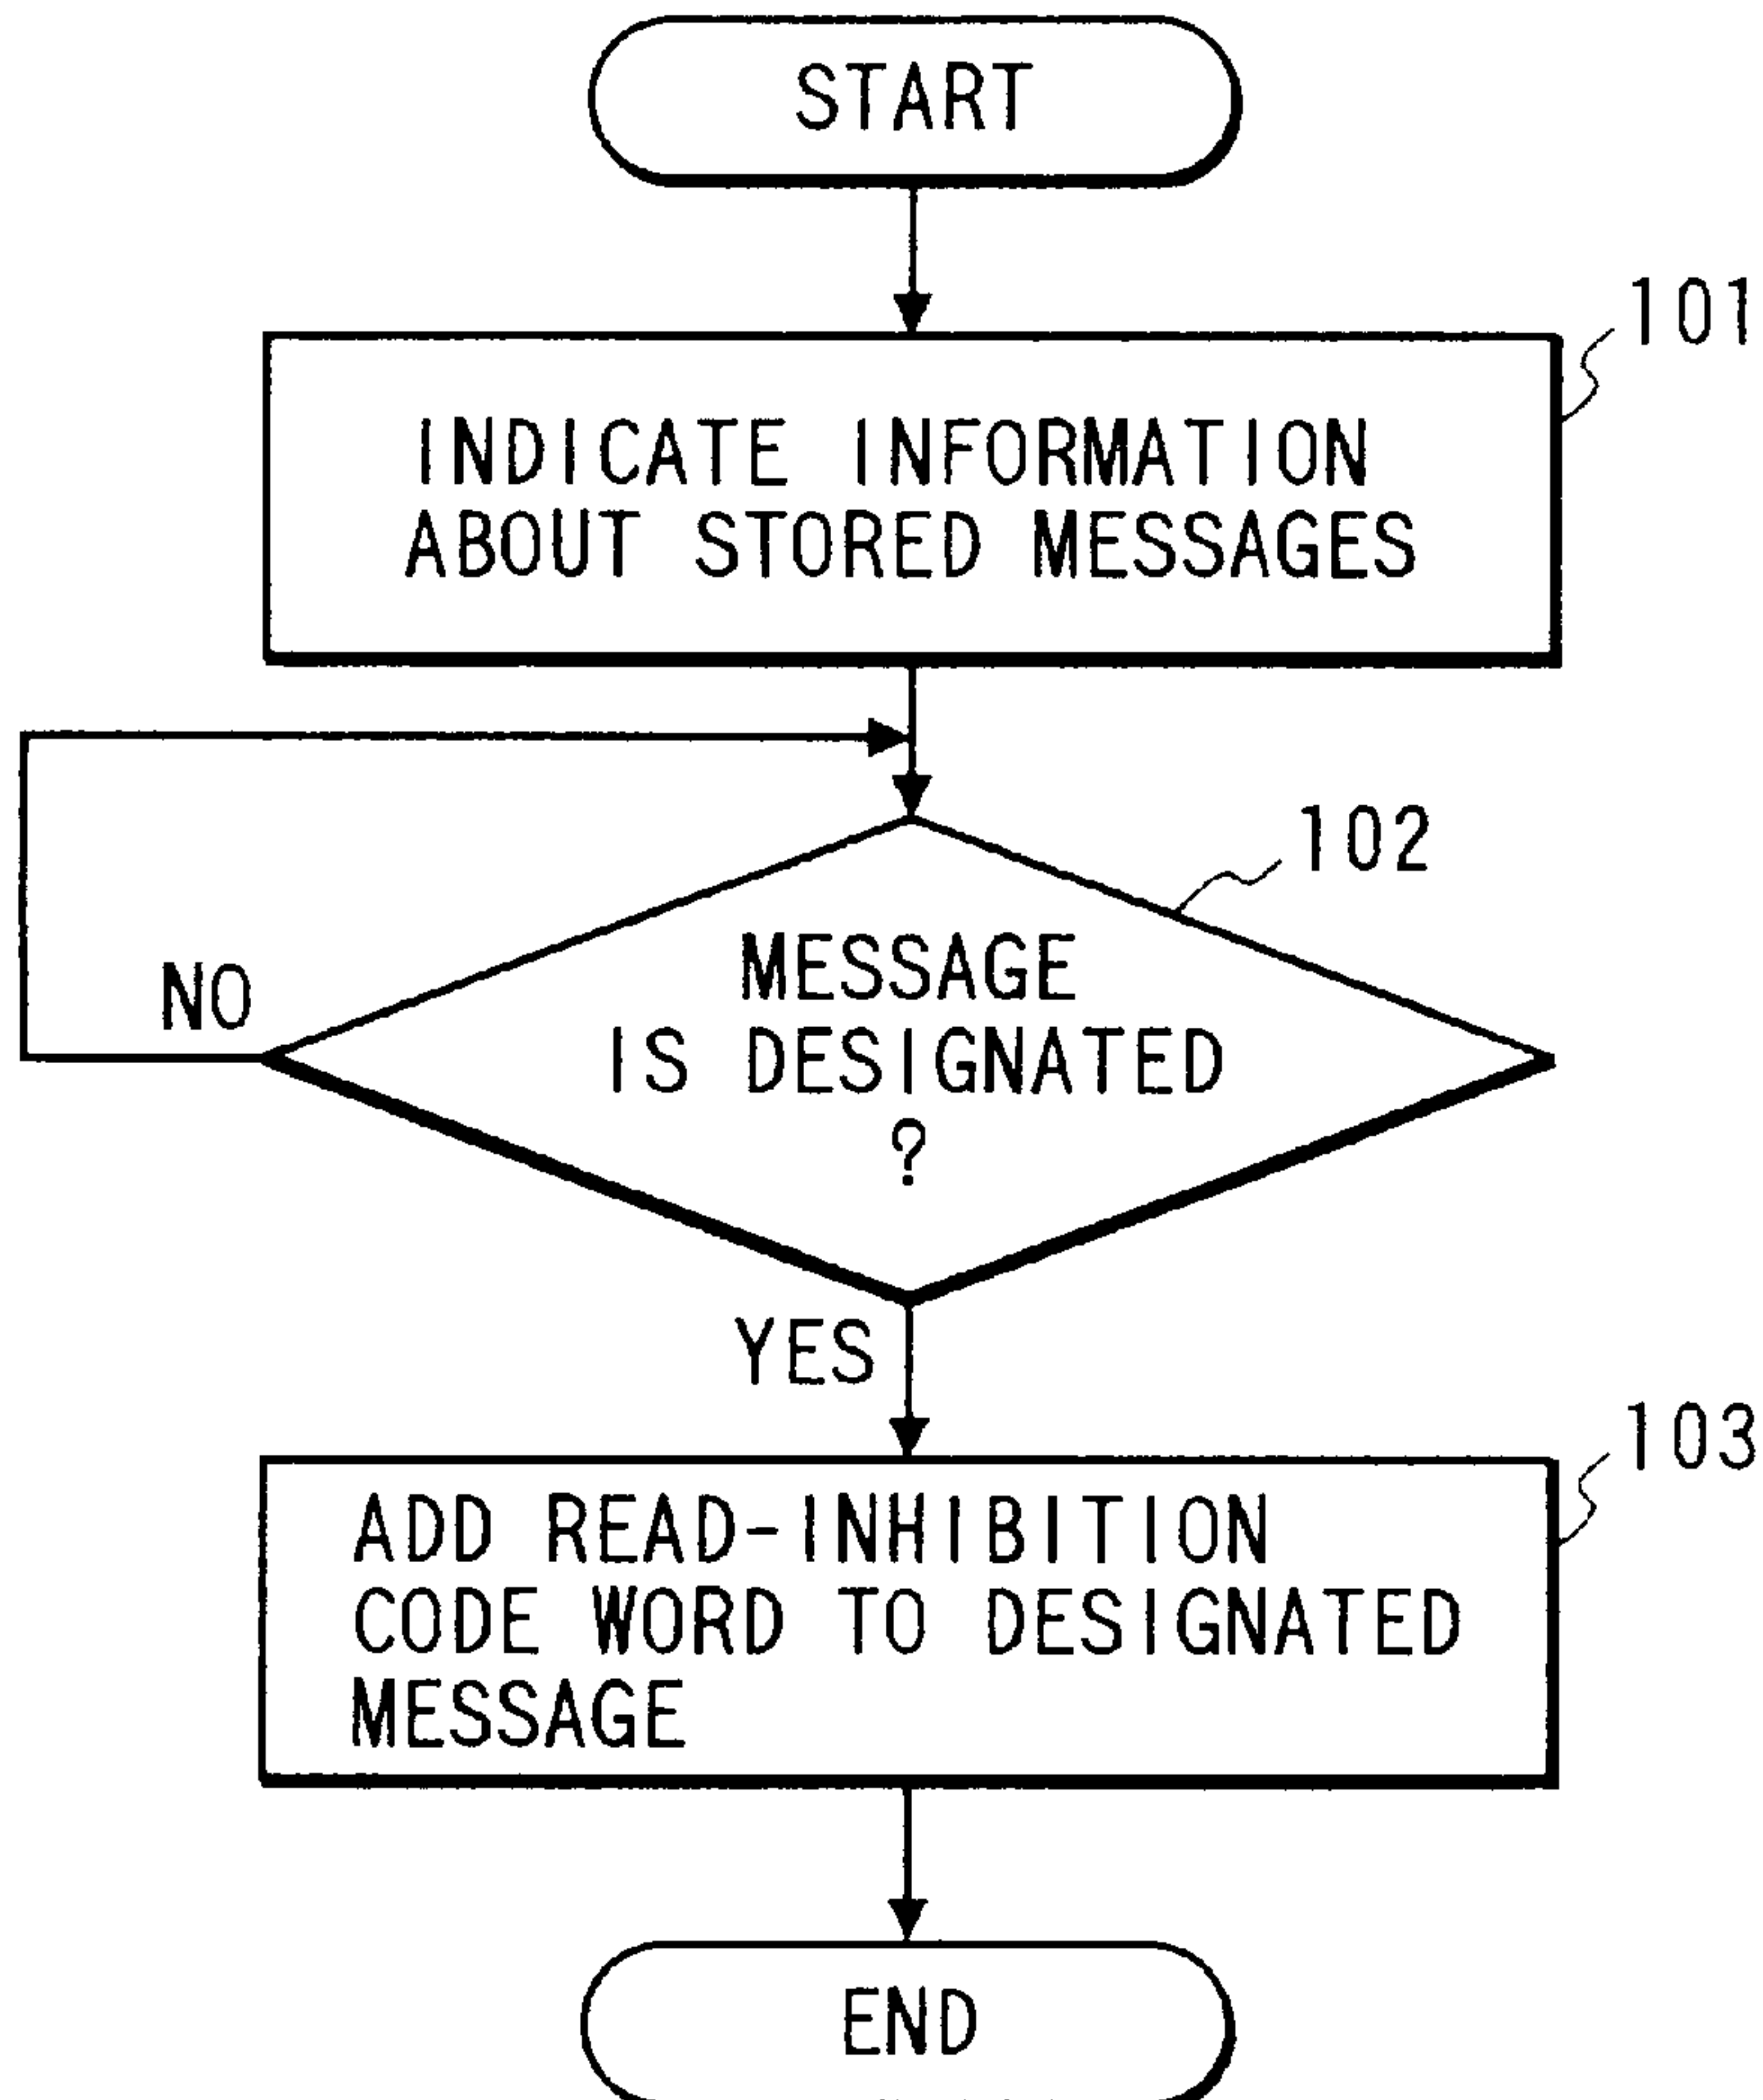 START
101
INDICATE INFORMATION
ABOUT STORED MESSAGES
102
MESSAGE
IS DESIGNATED
?
NO
YES
103
ADD READ-INHIBITION
CODE WORD TO DESIGNATED
MESSAGE
END